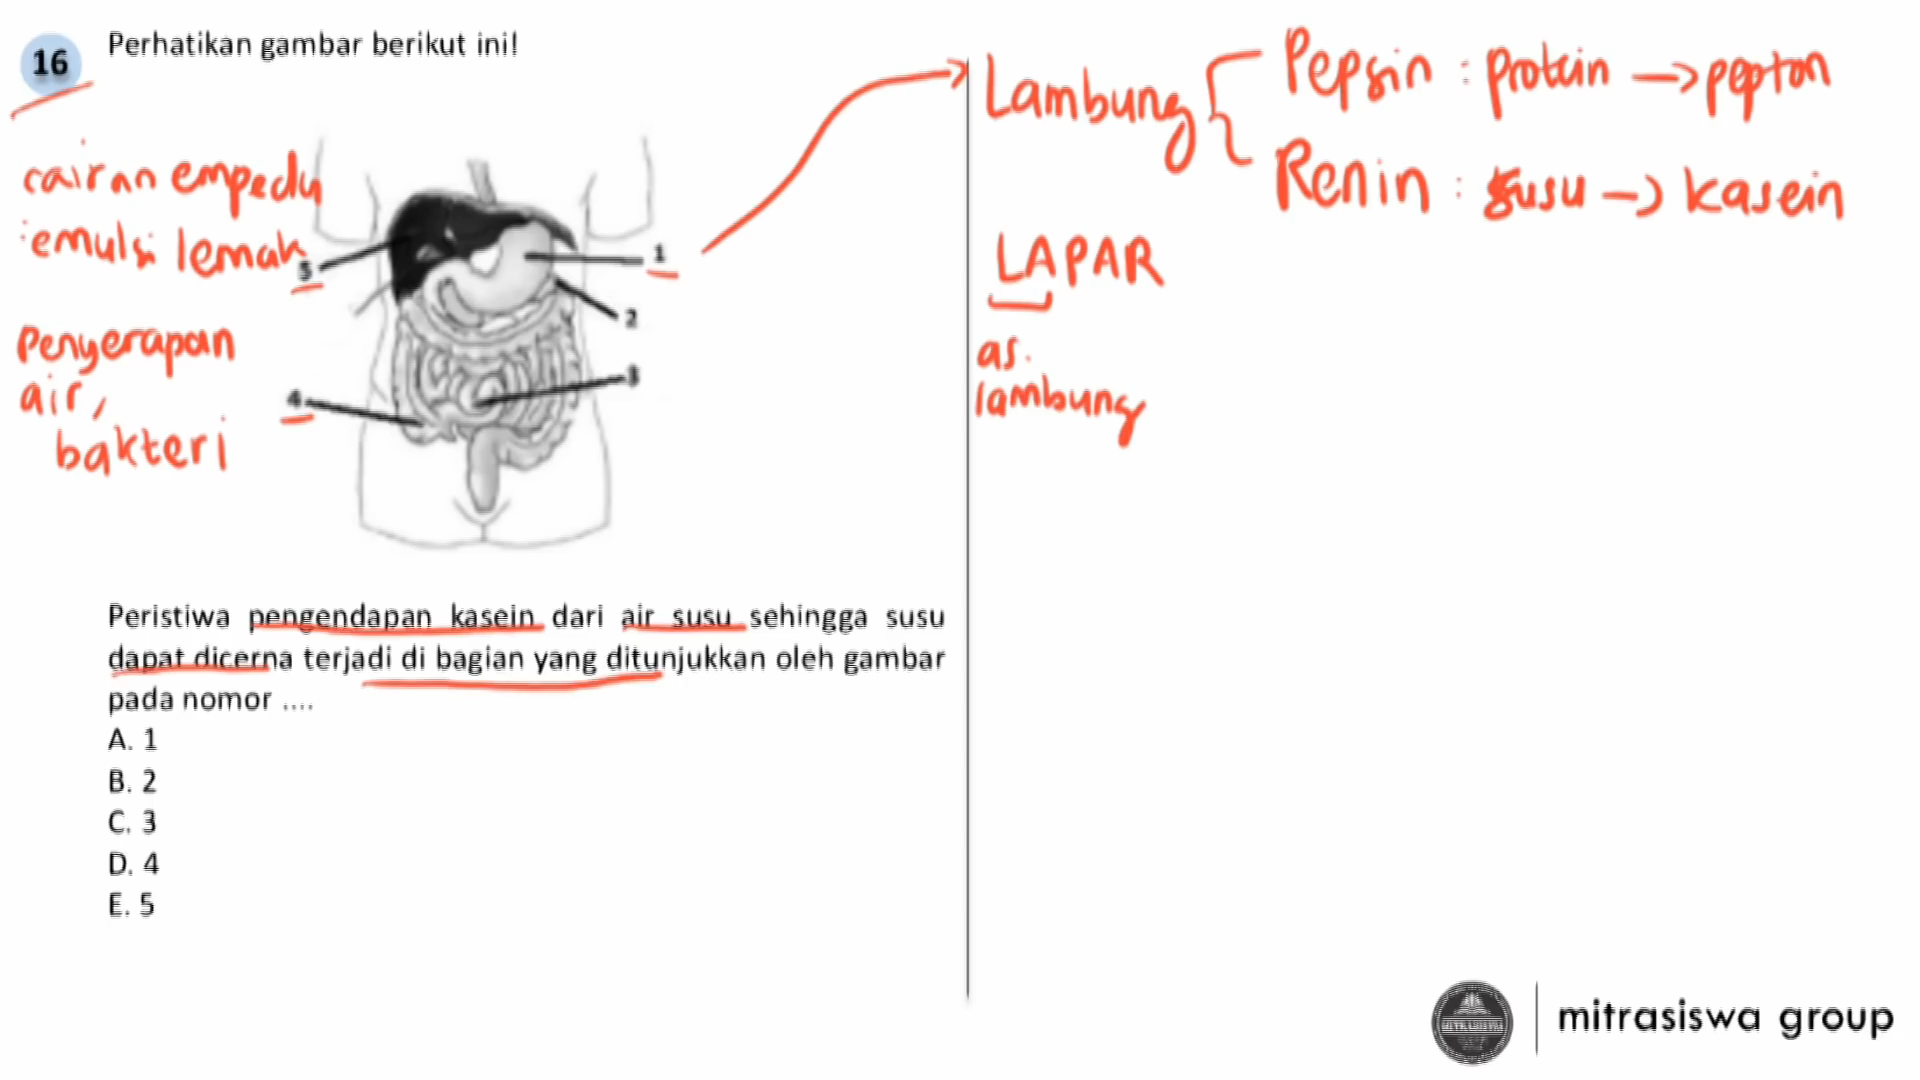 16
Perhatikan gambar berikut ini!
cairan empedu
: emulsi lemak
Penyerapan
air,
bakteri
5
4
1
2
3
Peristiwa pengendapan kasein dari air susu sehingga susu
dapat dicerna terjadi di bagian yang ditunjukkan oleh gambar
pada nomor ....
A. 1
B. 2
C. 3
D. 4
E. 5
Lambung
Pepsin : protein → pepton
Renin : susu → kasein
LAPAR
as.
lambung
mitrasiswa group